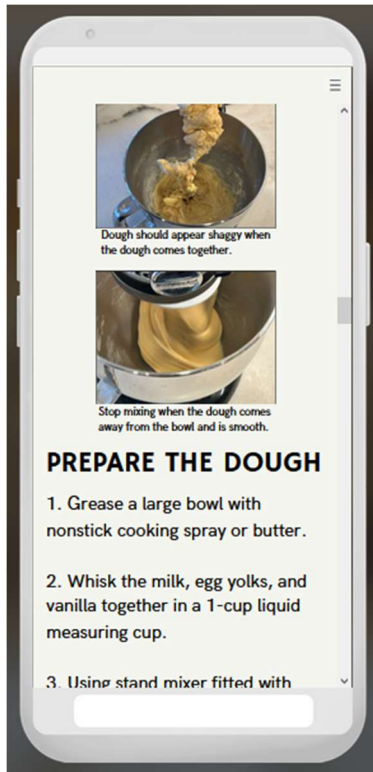 Dough should appear shaggy when
the dough comes together.
Stop mixing when the dough comes
away from the bowl and is smooth.
PREPARE THE DOUGH
1. Grease a large bowl with
nonstick cooking spray or butter.
2. Whisk the milk, egg yolks, and
vanilla together in a 1-cup liquid
measuring cup.
3. Using stand mixer fitted with